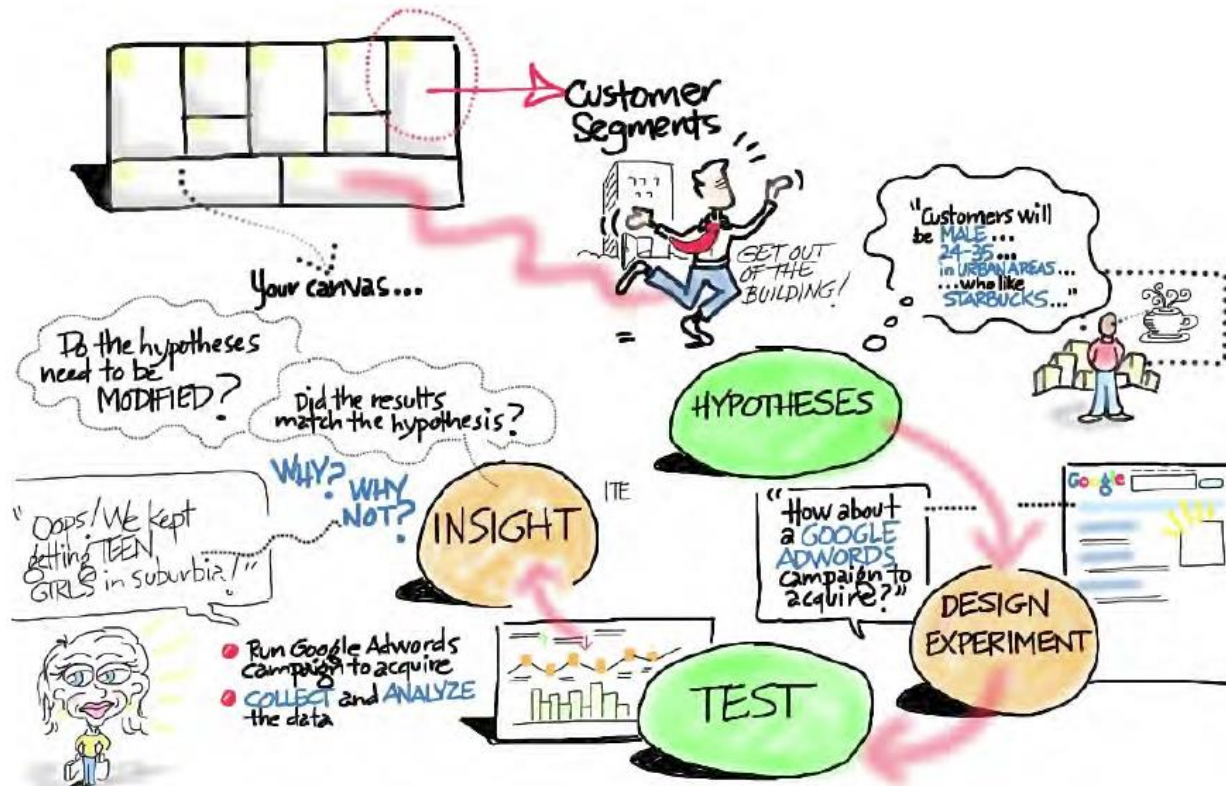 Customer
Segments
GET OUT
OF THE
BUILDING!
"Customers will
be MALE...
24-35...
in URBAN AREAS...
...who like
STARBUCKS..."
Your canvas...
Do the hypotheses
need to be
MODIFIED?
Did the results
match the hypothesis?
HYPOTHESES
WHY?
WHY
NOT?
INSIGHT
ITE
"Oops! We kept
getting TEEN
GIRLS in suburbia!"
"How about
a GOOGLE
ADWORDS
campaign to
acquire?"
Google
DESIGN
EXPERIMENT
Run Google Adwords
campaign to acquire
COLLECT and ANALYZE
the data
TEST